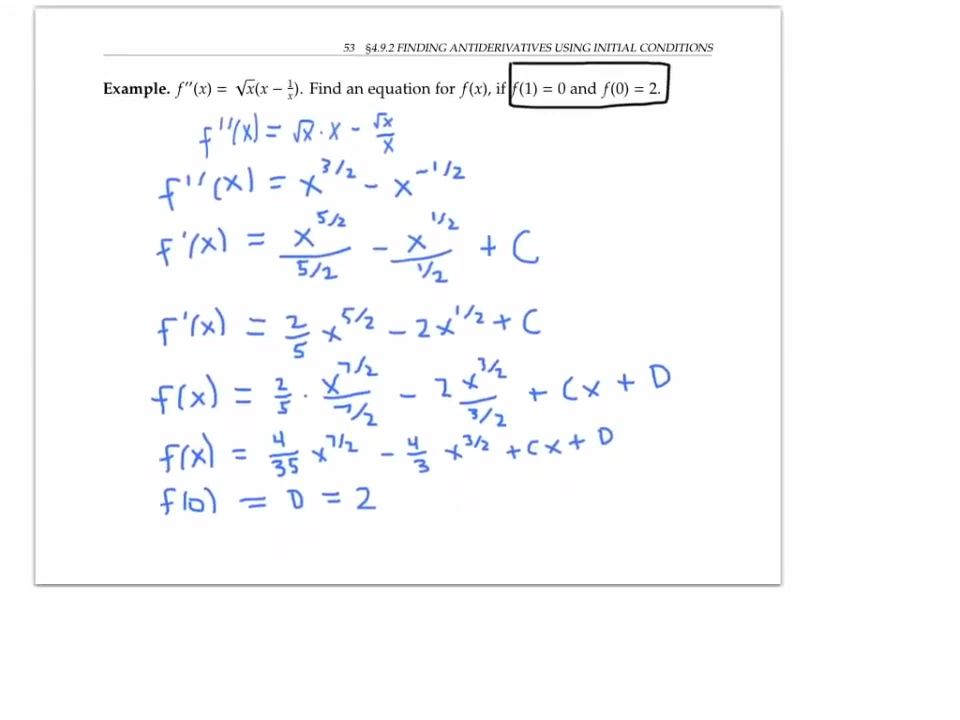 53 §4.9.2 FINDING ANTIDERIVATIVES USING INITIAL CONDITIONS
Example. f''(x) = √x(x − 1/x). Find an equation for f(x), if f(1) = 0 and f(0) = 2.
f''(x) = √x · x − √x/x
f''(x) = x^3/2 − x^−1/2
f'(x) = x^5/2 / 5/2 − x^1/2 / 1/2 + C
f'(x) = 2/5 x^5/2 − 2x^1/2 + C
f(x) = 2/5 · x^7/2 / 7/2 − 2 x^3/2 / 3/2 + Cx + D
f(x) = 4/35 x^7/2 − 4/3 x^3/2 + Cx + D
f(0) = D = 2